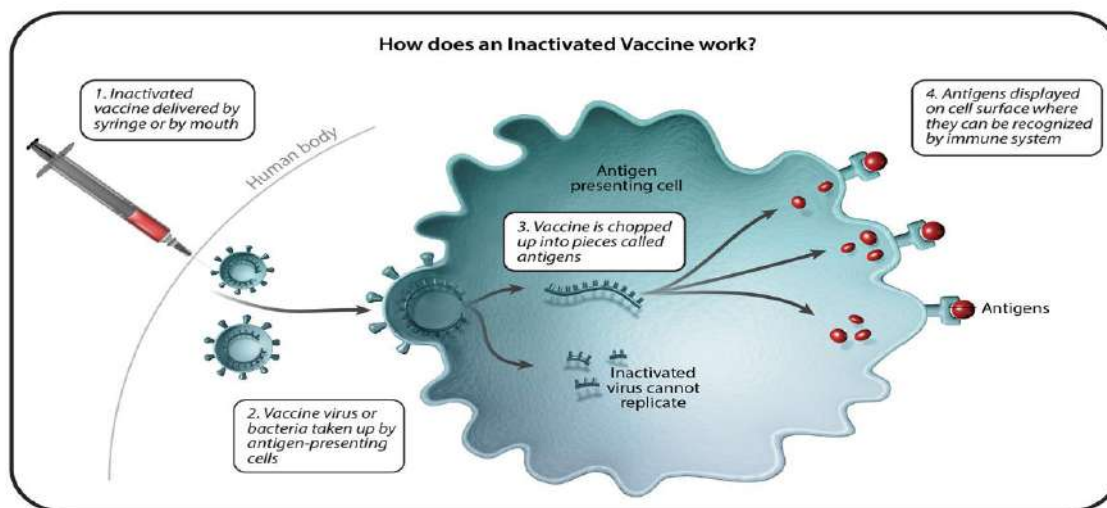 How does an Inactivated Vaccine work?
1. Inactivated
vaccine delivered by
syringe or by mouth
Human body
2. Vaccine virus or
bacteria taken up by
antigen-presenting
cells
Antigen
presenting cell
3. Vaccine is chopped
up into pieces called
antigens
Inactivated
virus cannot
replicate
4. Antigens displayed
on cell surface where
they can be recognized
by immune system
Antigens